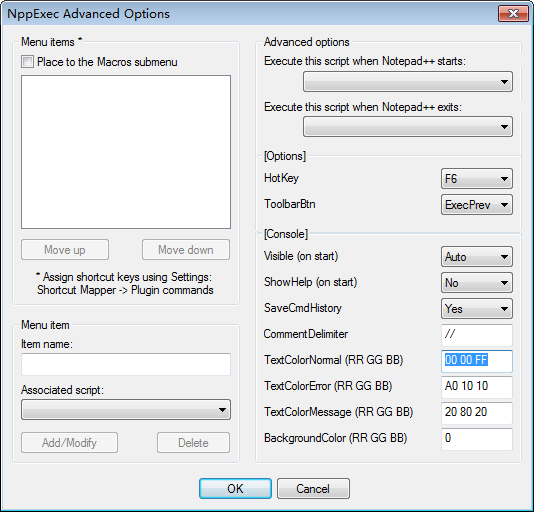 NppExec Advanced Options
Menu items *
Place to the Macros submenu
Move up
Move down
* Assign shortcut keys using Settings:
Shortcut Mapper -> Plugin commands
Menu item
Item name:
Associated script:
Add/Modify
Delete
Advanced options
Execute this script when Notepad++ starts:
Execute this script when Notepad++ exits:
[Options]
HotKey
F6
ToolbarBtn
ExecPrev
[Console]
Visible (on start)
Auto
ShowHelp (on start)
No
SaveCmdHistory
Yes
CommentDelimiter
//
TextColorNormal (RR GG BB)
00 00 FF
TextColorError (RR GG BB)
A0 10 10
TextColorMessage (RR GG BB)
20 80 20
BackgroundColor (RR GG BB)
0
OK
Cancel